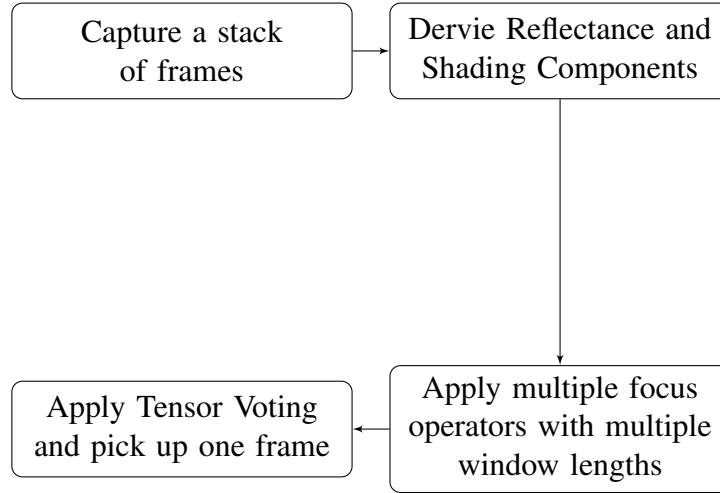 Capture a stack
of frames
Dervie Reflectance and
Shading Components
Apply multiple focus
operators with multiple
window lengths
Apply Tensor Voting
and pick up one frame